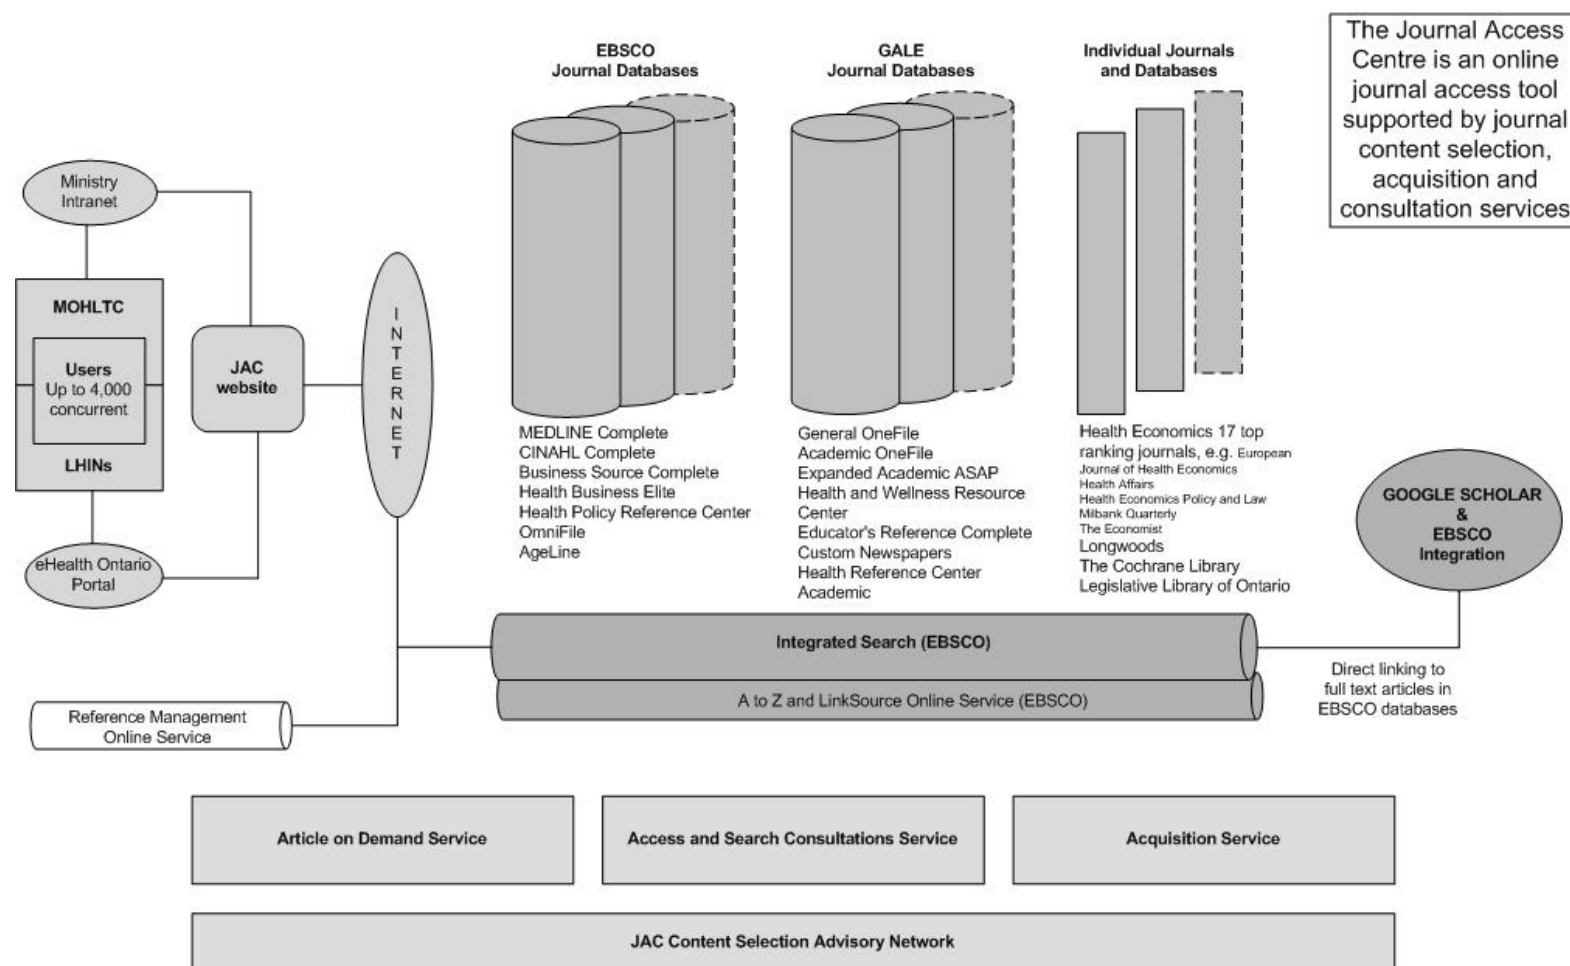 EBSCO
Journal Databases
GALE
Journal Databases
Individual Journals
and Databases
The Journal Access
Centre is an online
journal access tool
supported by journal
content selection,
acquisition and
consultation services
Ministry
Intranet
MOHLTC
Users
Up to 4,000
concurrent
LHINs
eHealth Ontario
Portal
JAC
website
INTERNET
MEDLINE Complete
CINAHL Complete
Business Source Complete
Health Business Elite
Health Policy Reference Center
OmniFile
AgeLine
General OneFile
Academic OneFile
Expanded Academic ASAP
Health and Wellness Resource
Center
Educator's Reference Complete
Custom Newspapers
Health Reference Center
Academic
Health Economics 17 top
ranking journals, e.g. European
Journal of Health Economics
Health Affairs
Health Economics Policy and Law
Milbank Quarterly
The Economist
Longwoods
The Cochrane Library
Legislative Library of Ontario
GOOGLE SCHOLAR
&
EBSCO
Integration
Integrated Search (EBSCO)
A to Z and LinkSource Online Service (EBSCO)
Direct linking to
full text articles in
EBSCO databases
Reference Management
Online Service
Article on Demand Service
Access and Search Consultations Service
Acquisition Service
JAC Content Selection Advisory Network